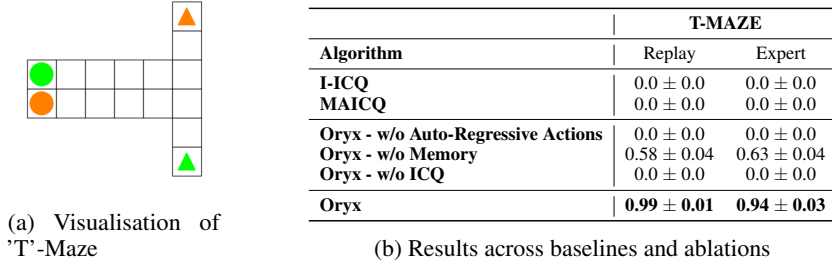 T-MAZE
Algorithm Replay Expert
I-ICQ 0.0 ± 0.0 0.0 ± 0.0
MAICQ 0.0 ± 0.0 0.0 ± 0.0
Oryx - w/o Auto-Regressive Actions 0.0 ± 0.0 0.0 ± 0.0
Oryx - w/o Memory 0.58 ± 0.04 0.63 ± 0.04
Oryx - w/o ICQ 0.0 ± 0.0 0.0 ± 0.0
Oryx 0.99 ± 0.01 0.94 ± 0.03
(a) Visualisation of
'T'-Maze
(b) Results across baselines and ablations